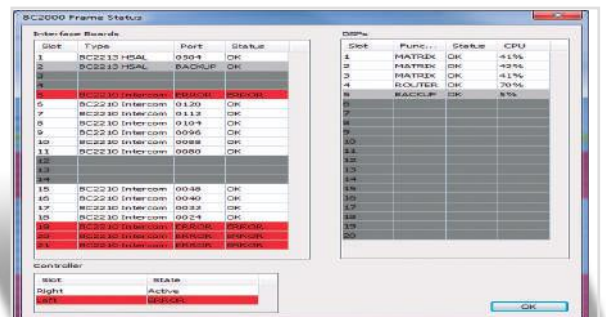 BC2000 Frame Status
Interface Boards
Slot Type Port Status
1 BC2213 HSAL 0504 OK
2 BC2213 HSAL BACKUP OK
3
4
5 BC2210 Intercom ERROR ERROR
6 BC2210 Intercom 0120 OK
7 BC2210 Intercom 0112 OK
8 BC2210 Intercom 0104 OK
9 BC2210 Intercom 0096 OK
10 BC2210 Intercom 0088 OK
11 BC2210 Intercom 0080 OK
12
13
14
15 BC2210 Intercom 0048 OK
16 BC2210 Intercom 0040 OK
17 BC2210 Intercom 0032 OK
18 BC2210 Intercom 0024 OK
19 BC2210 Intercom ERROR ERROR
20 BC2210 Intercom ERROR ERROR
21 BC2210 Intercom ERROR ERROR
DSPs
Slot Func... Status CPU
1 MATRIX OK 41%
2 MATRIX OK 42%
3 MATRIX OK 41%
4 ROUTER OK 70%
5 BACKUP OK 5%
6
7
8
9
10
11
12
13
14
15
16
17
18
19
20
Controller
Slot State
Right Active
Left ERROR
OK